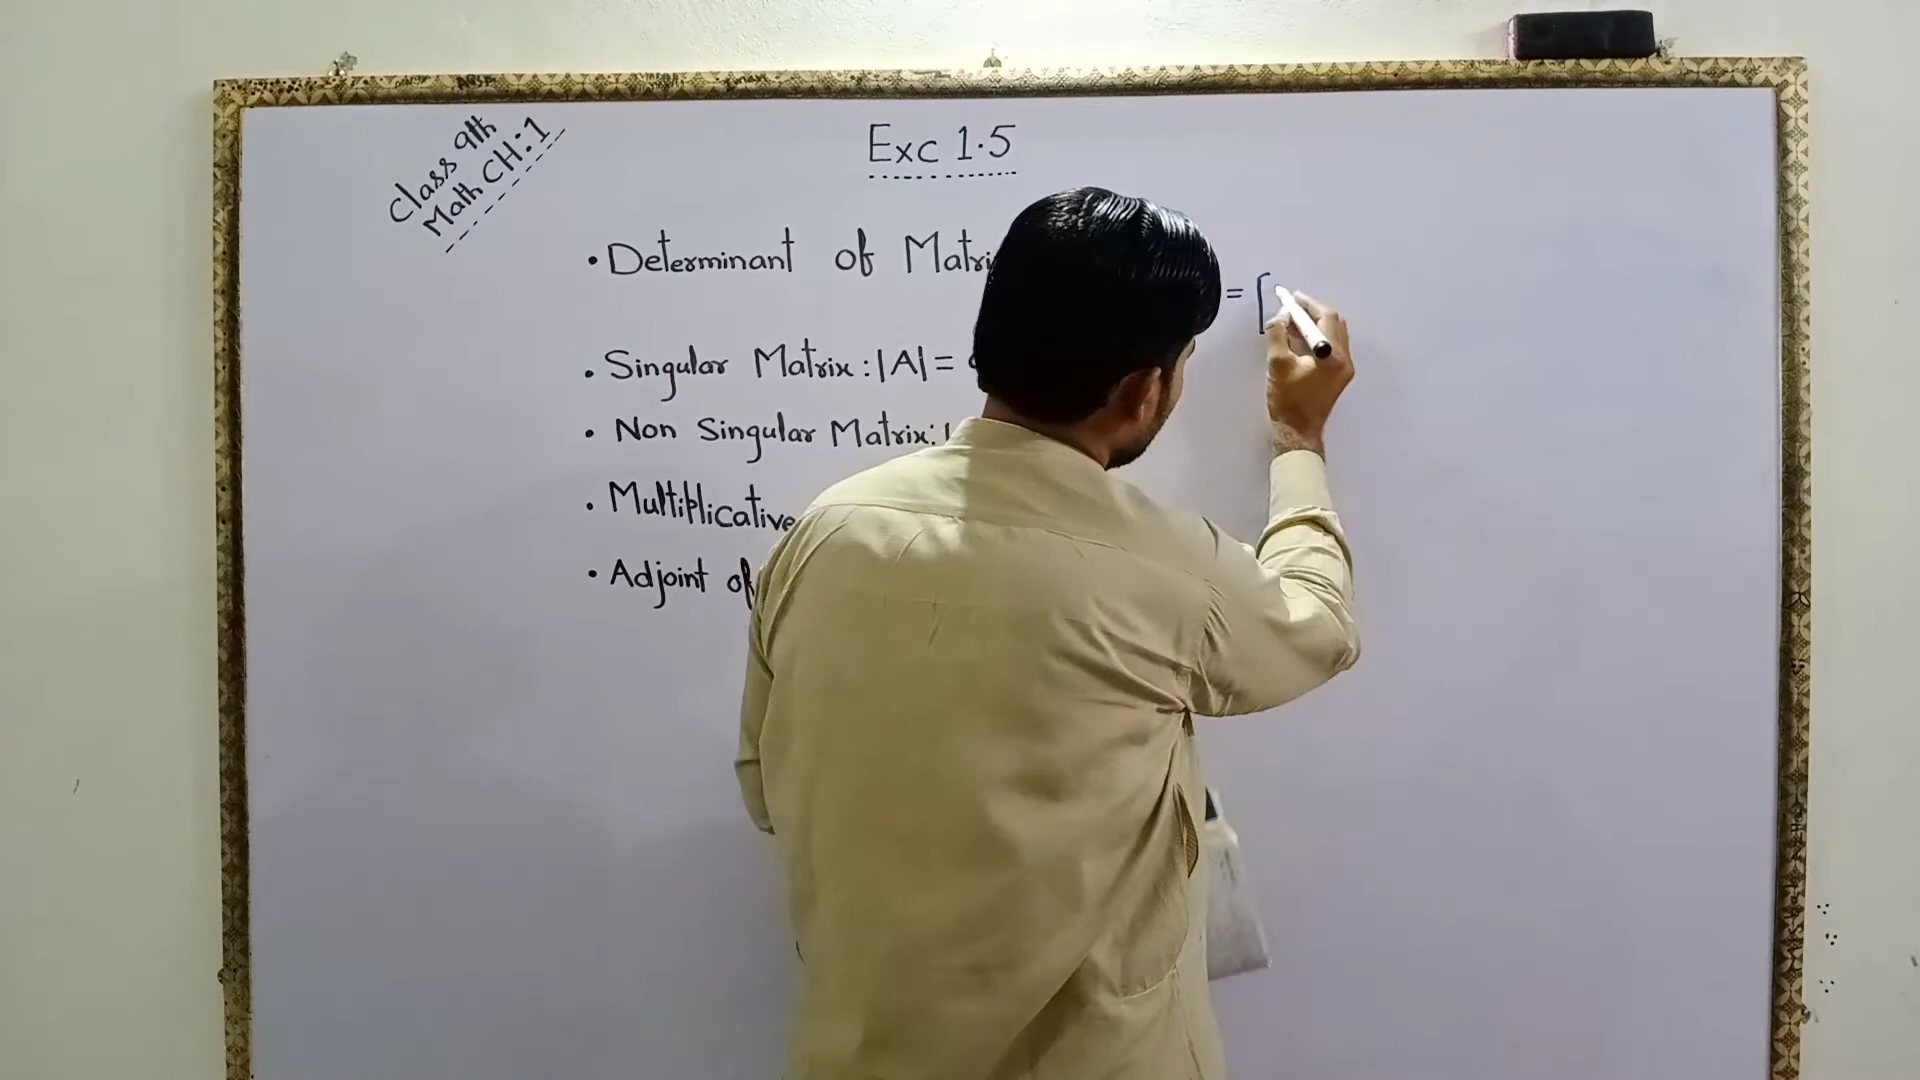 Class 9th
Math CH:1
Exc 1.5
• Determinant of Matri
= [
• Singular Matrix: |A| =
• Non Singular Matrix: |
• Multiplicative
• Adjoint of